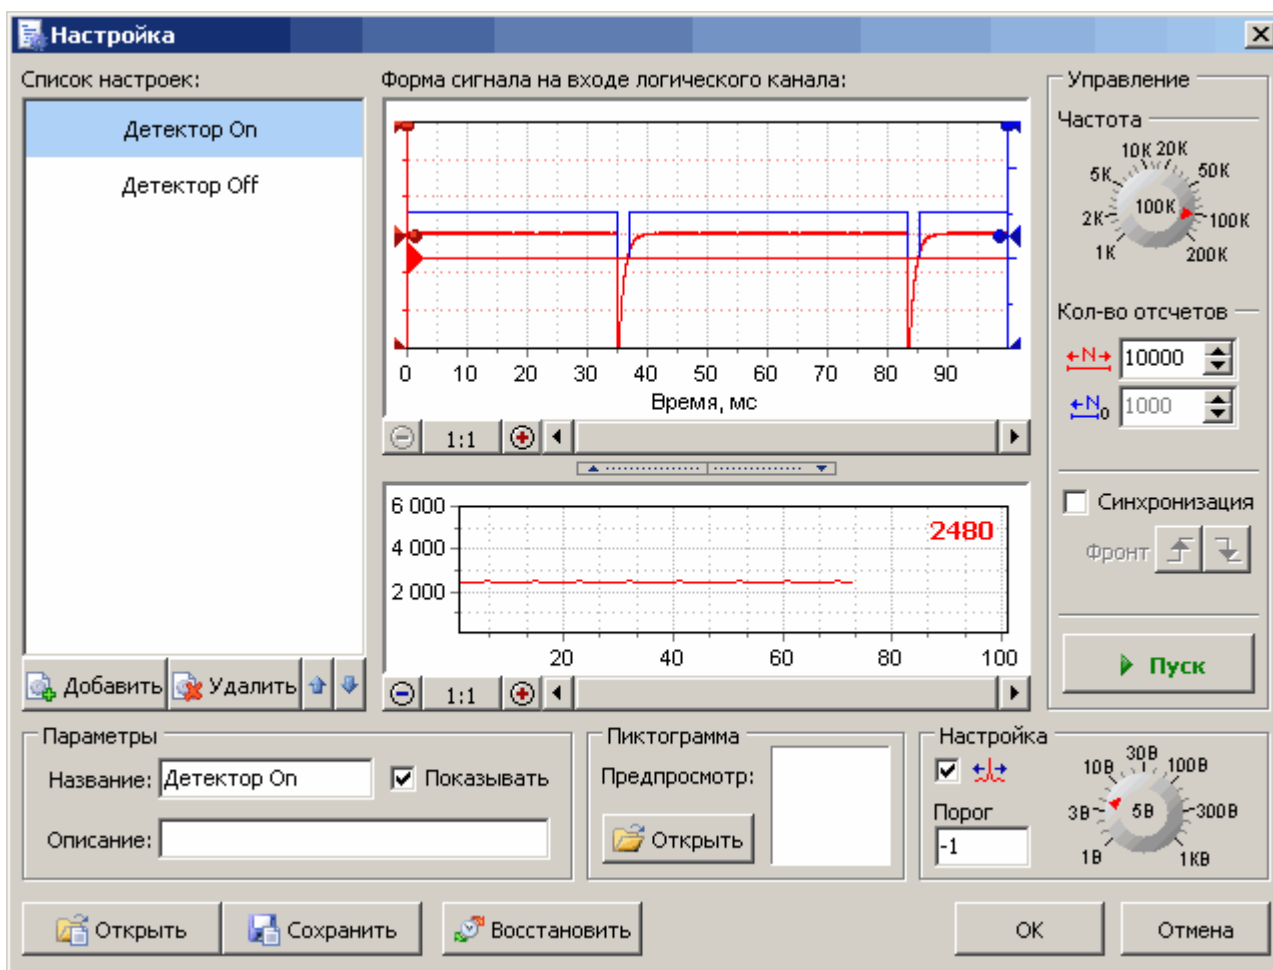 Настройка
Список настроек:
Детектор On
Детектор Off
Добавить
Удалить
Форма сигнала на входе логического канала:
0 10 20 30 40 50 60 70 80 90
Время, мс
1:1
6 000
4 000
2 000
2480
20 40 60 80 100
1:1
Управление
Частота
10K 20K
5K 50K
2K 100K 100K
1K 200K
Кол-во отсчетов
N 10000
N0 1000
Синхронизация
Фронт
Пуск
Параметры
Название: Детектор On Показывать
Описание:
Пиктограмма
Предпросмотр:
Открыть
Настройка
Порог
-1
30В
10В 100В
3В 5В 300В
1В 1КВ
Открыть Сохранить Восстановить OK Отмена